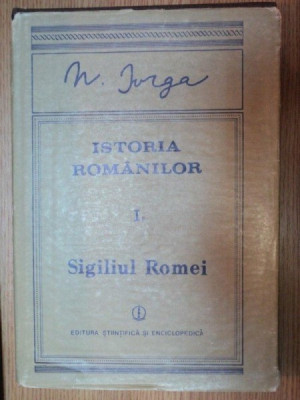 N. Iorga
ISTORIA
ROMÂNILOR
I.
Sigiliul Romei
EDITURA ȘTIINȚIFICĂ ȘI ENCICLOPEDICĂ